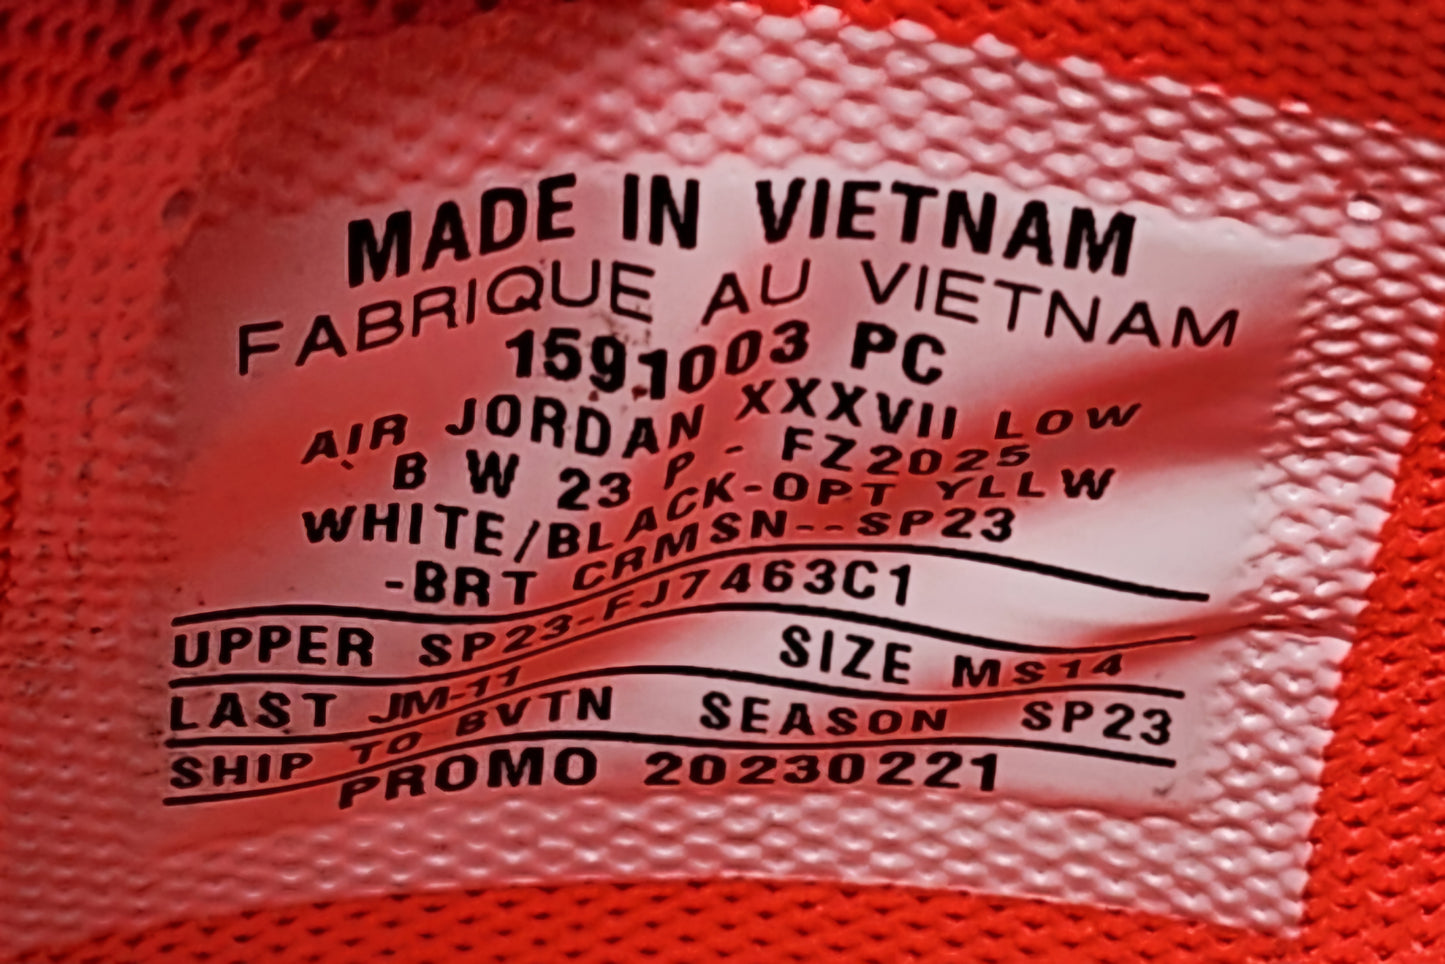 MADE IN VIETNAM
FABRIQUE AU VIETNAM
1591003 PC
AIR JORDAN XXXVII LOW
B W 23 P - FZ2025
WHITE/BLACK-OPT YLLW
-BRT CRMSN--SP23
UPPER SP23-FJ7463C1
LAST JM-11 SIZE MS14
SHIP TO BVTN SEASON SP23
PROMO 20230221